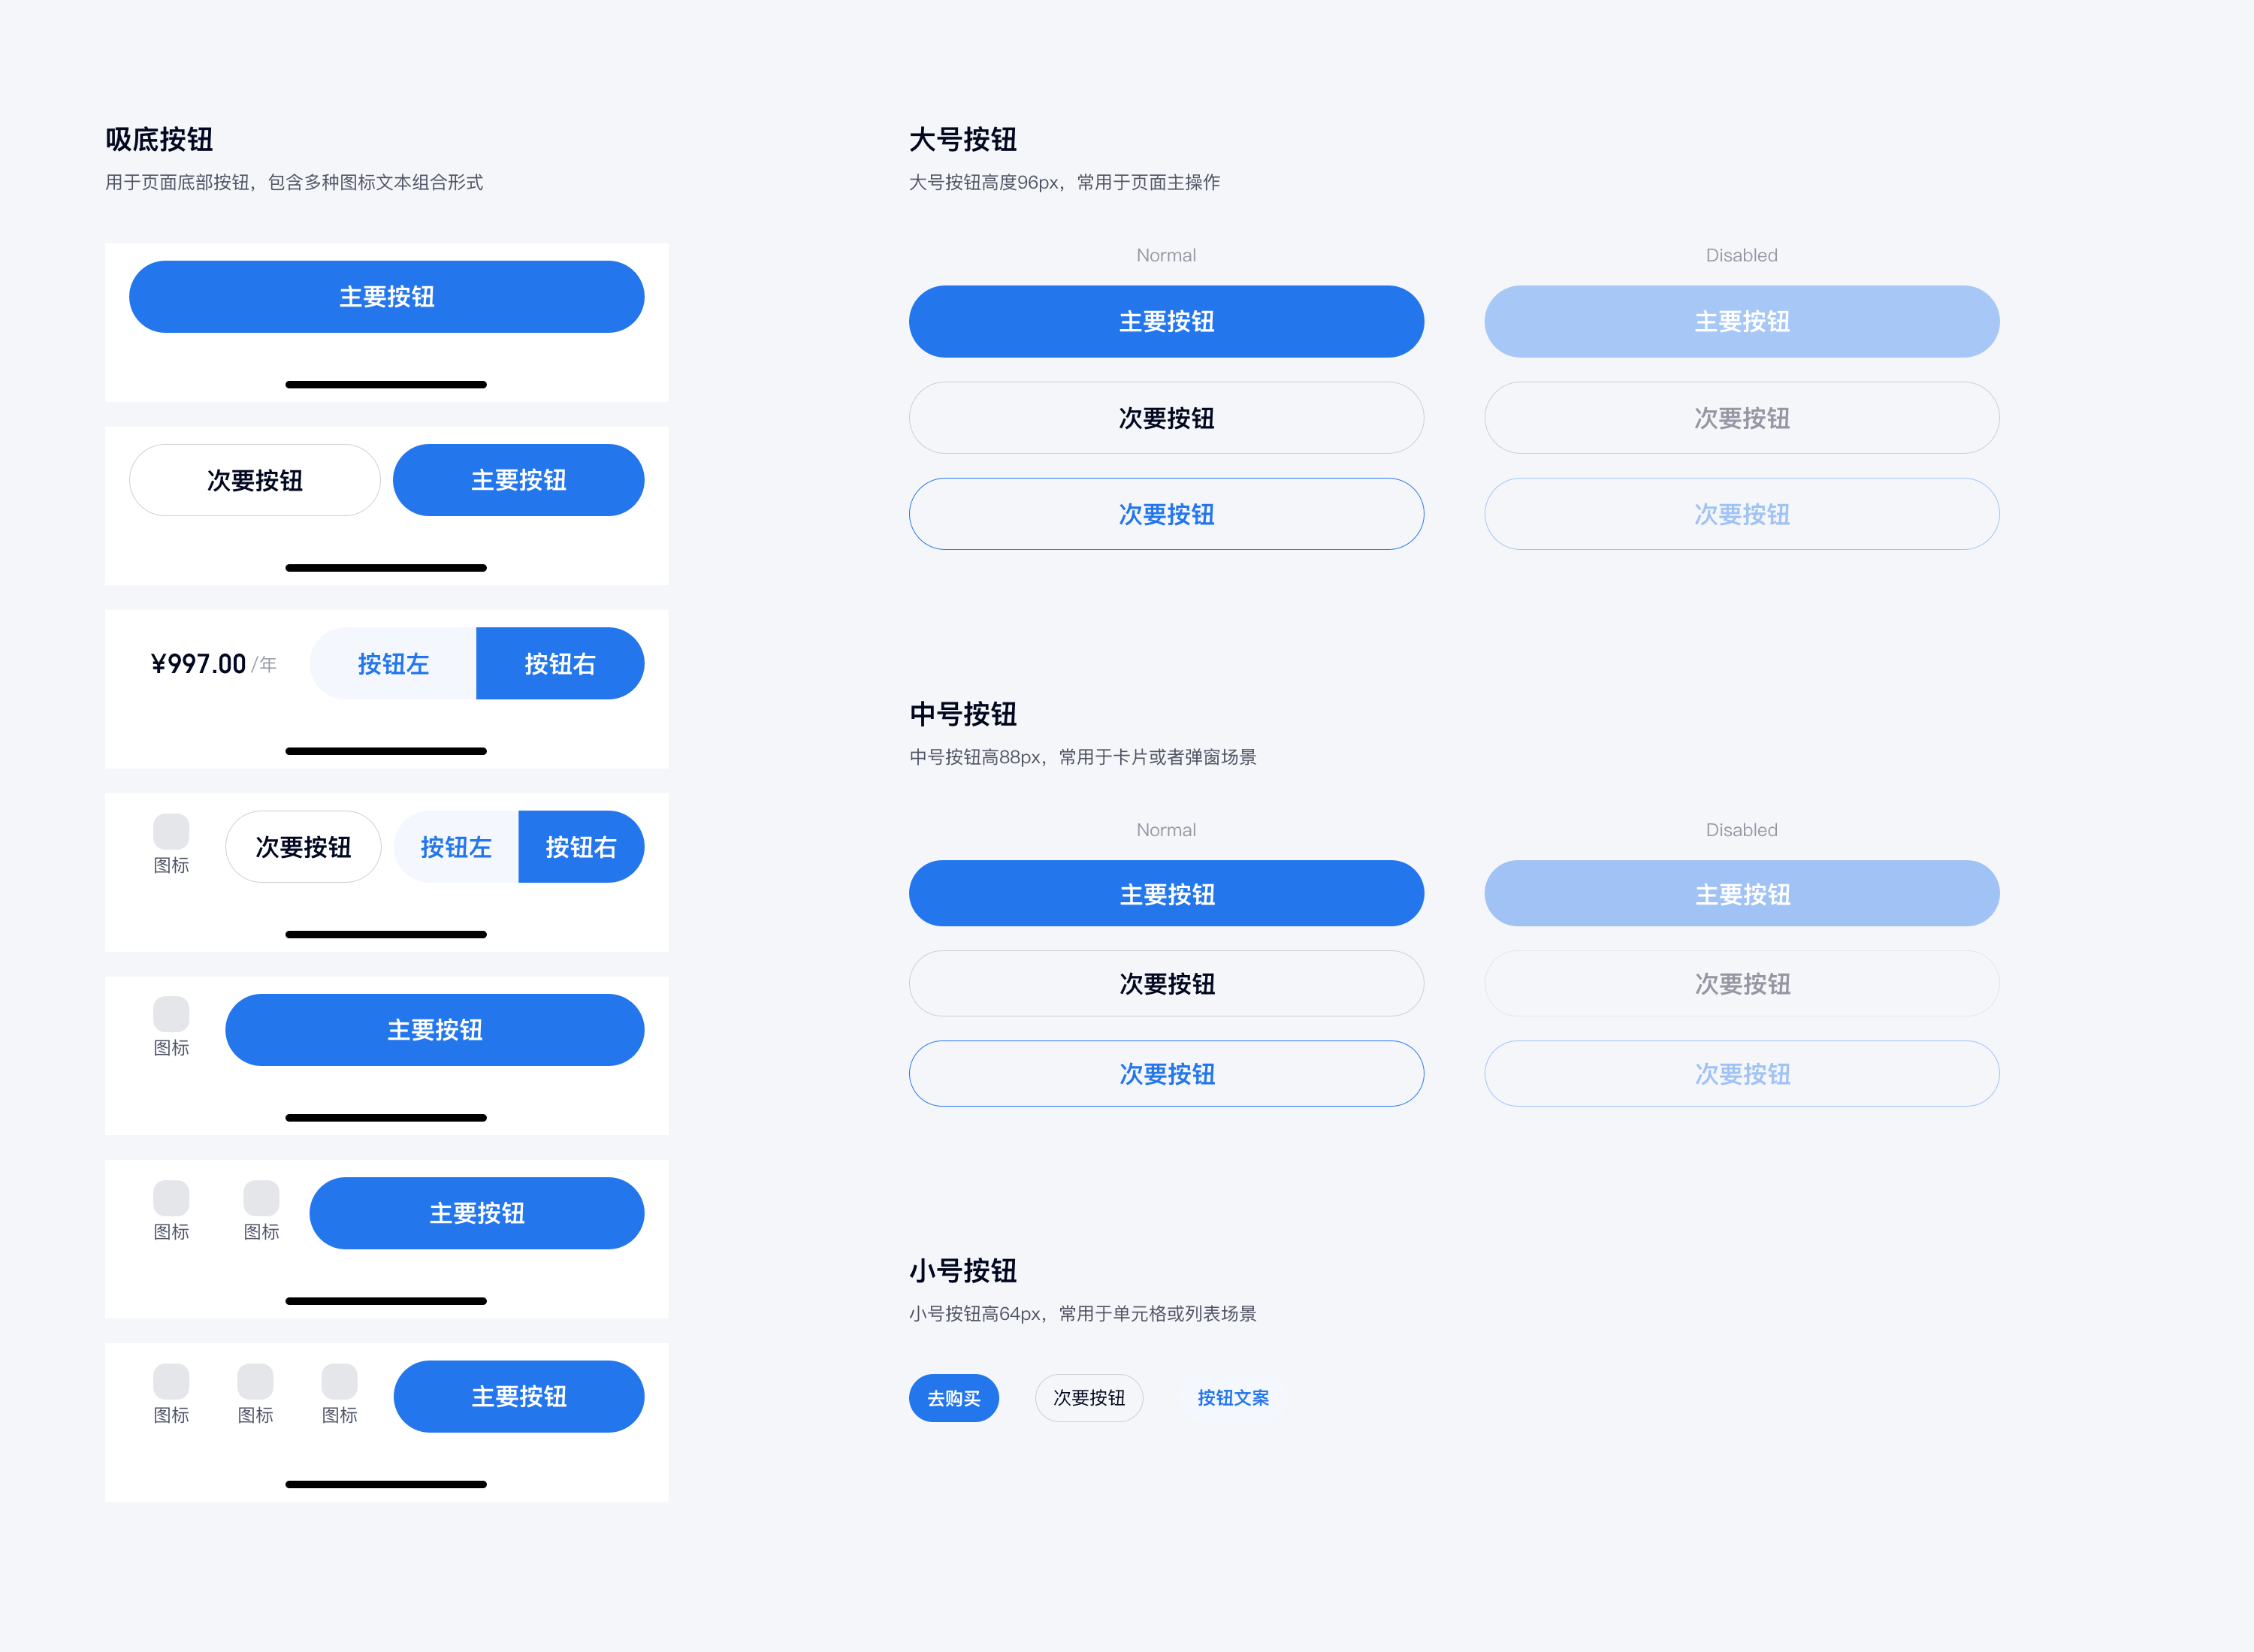 吸底按钮
用于页面底部按钮，包含多种图标文本组合形式
主要按钮
次要按钮 主要按钮
¥997.00 /年 按钮左 按钮右
图标 次要按钮 按钮左 按钮右
图标 主要按钮
图标 图标 主要按钮
图标 图标 图标 主要按钮
大号按钮
大号按钮高度96px，常用于页面主操作
Normal Disabled
主要按钮 主要按钮
次要按钮 次要按钮
次要按钮 次要按钮
中号按钮
中号按钮高88px，常用于卡片或者弹窗场景
Normal Disabled
主要按钮 主要按钮
次要按钮 次要按钮
次要按钮 次要按钮
小号按钮
小号按钮高64px，常用于单元格或列表场景
去购买 次要按钮 按钮文案